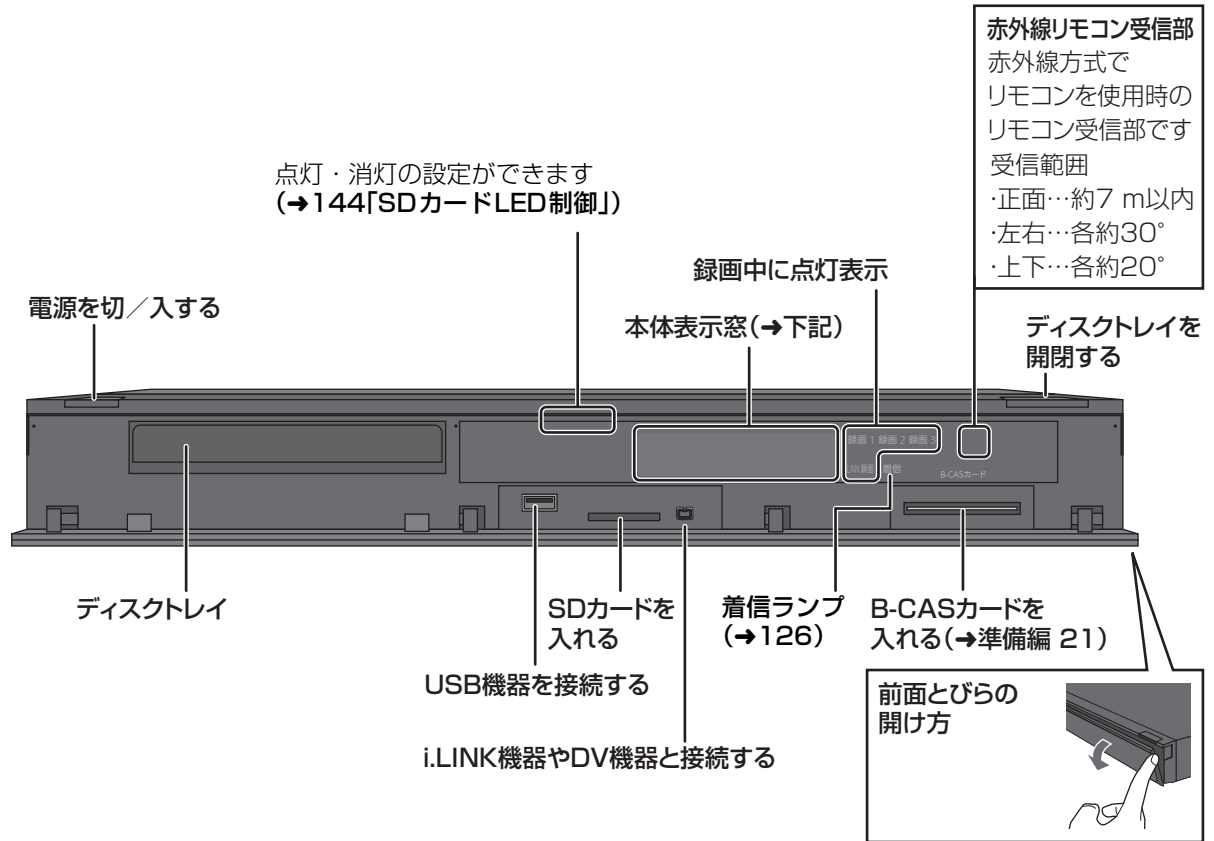 赤外線リモコン受信部
赤外線方式で
リモコンを使用時の
リモコン受信部です
受信範囲
・正面…約7 m以内
・左右…各約30°
・上下…各約20°
点灯・消灯の設定ができます
(➜144「SDカードLED制御」)
録画中に点灯表示
電源を切／入する
本体表示窓(➜下記)
ディスクトレイを
開閉する
録画 1 録画 2 録画 3
LAN 録画 着信
B-CASカード
ディスクトレイ
SDカードを
入れる
着信ランプ
(➜126)
B-CASカードを
入れる(➜準備編 21)
USB機器を接続する
i.LINK機器やDV機器と接続する
前面とびらの
開け方